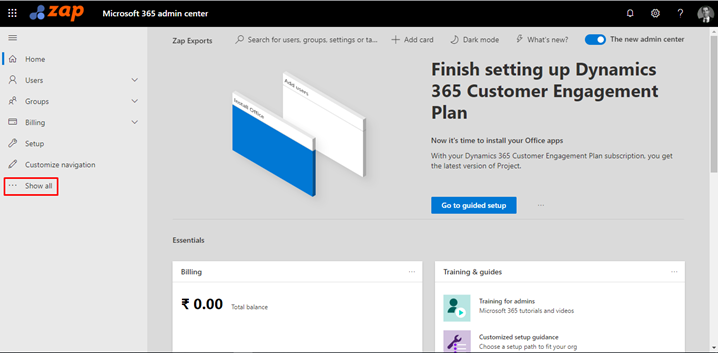 zap
Microsoft 365 admin center
Home
Users
Groups
Billing
Setup
Customize navigation
Show all
Zap Exports
Search for users, groups, settings or ta...
Add card
Dark mode
What's new?
The new admin center
Add users
Install Office
Finish setting up Dynamics
365 Customer Engagement
Plan
Now it's time to install your Office apps
With your Dynamics 365 Customer Engagement Plan subscription, you get
the latest version of Project.
Go to guided setup
Essentials
Billing
₹ 0.00 Total balance
Training & guides
Training for admins
Microsoft 365 tutorials and videos
Customized setup guidance
Choose a setup path to fit your org